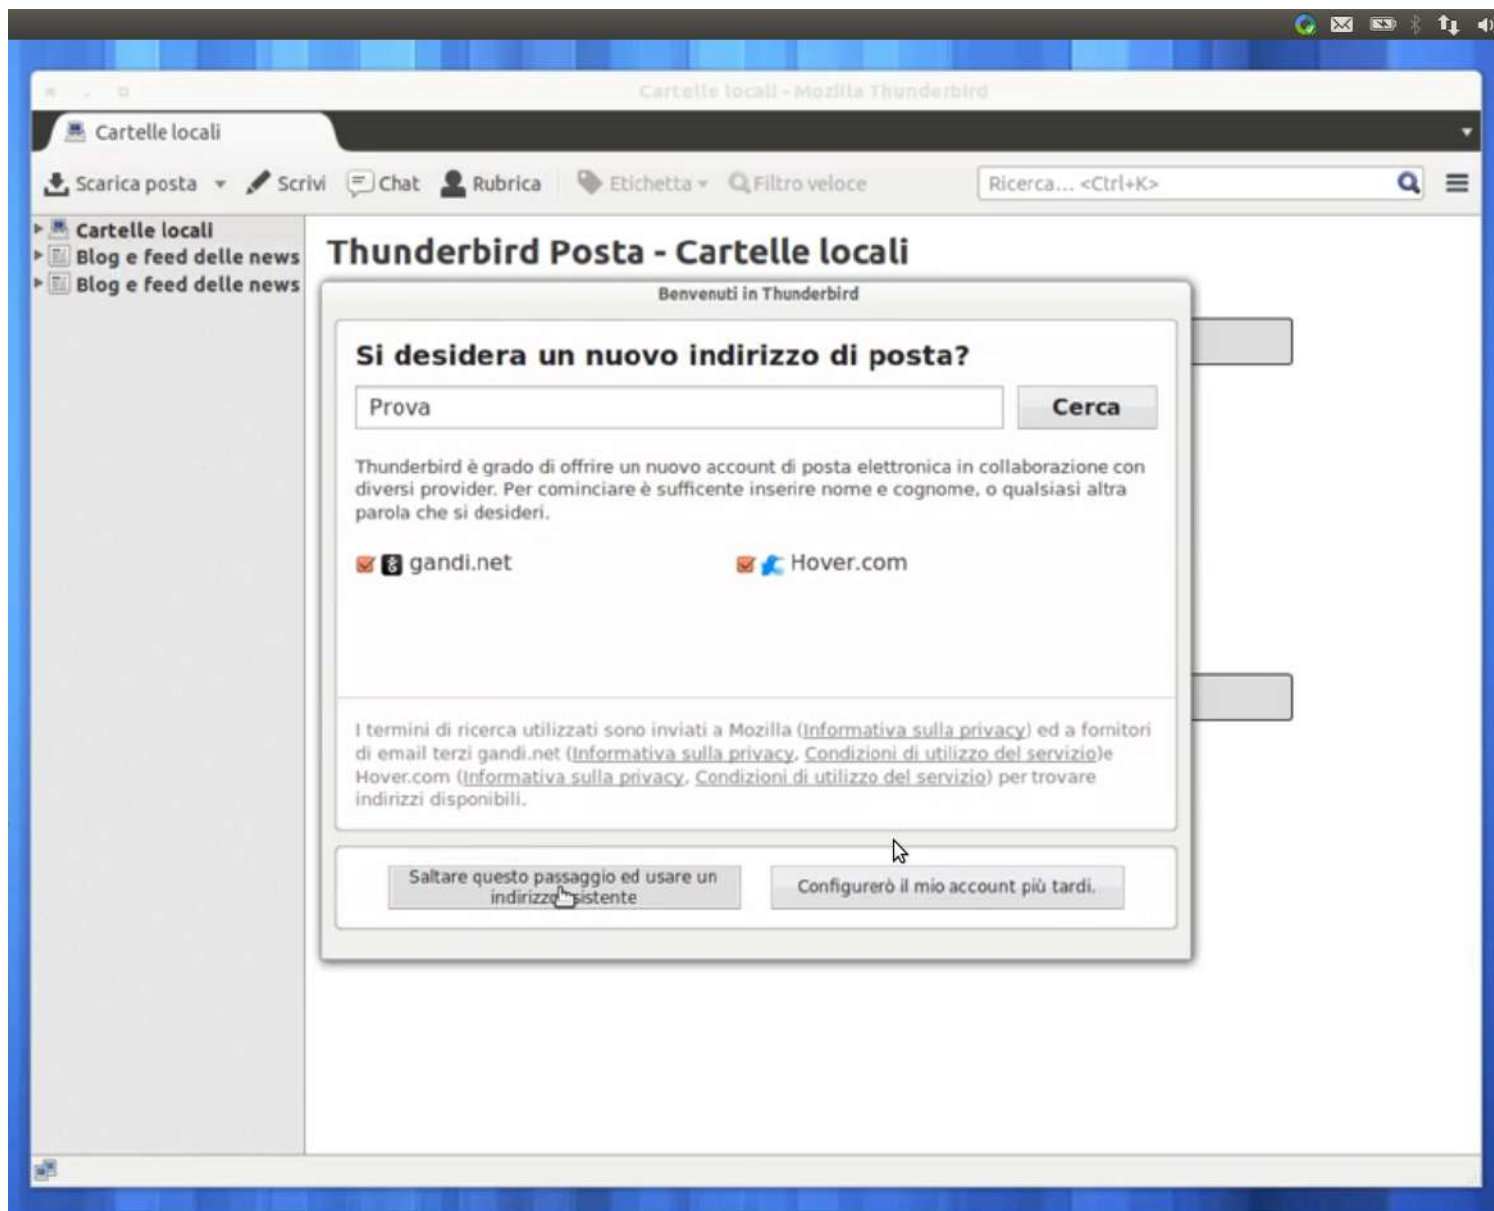 Cartelle locali - Mozilla Thunderbird
Cartelle locali
Scarica posta Scrivi Chat Rubrica Etichetta Filtro veloce Ricerca... <Ctrl+K>
Cartelle locali
Blog e feed delle news
Blog e feed delle news
Thunderbird Posta - Cartelle locali
Benvenuti in Thunderbird
Si desidera un nuovo indirizzo di posta?
Prova Cerca
Thunderbird è grado di offrire un nuovo account di posta elettronica in collaborazione con
diversi provider. Per cominciare è sufficente inserire nome e cognome, o qualsiasi altra
parola che si desideri.
gandi.net Hover.com
I termini di ricerca utilizzati sono inviati a Mozilla (Informativa sulla privacy) ed a fornitori
di email terzi gandi.net (Informativa sulla privacy, Condizioni di utilizzo del servizio)e
Hover.com (Informativa sulla privacy, Condizioni di utilizzo del servizio) per trovare
indirizzi disponibili.
Saltare questo passaggio ed usare un
indirizzo esistente
Configurerò il mio account più tardi.